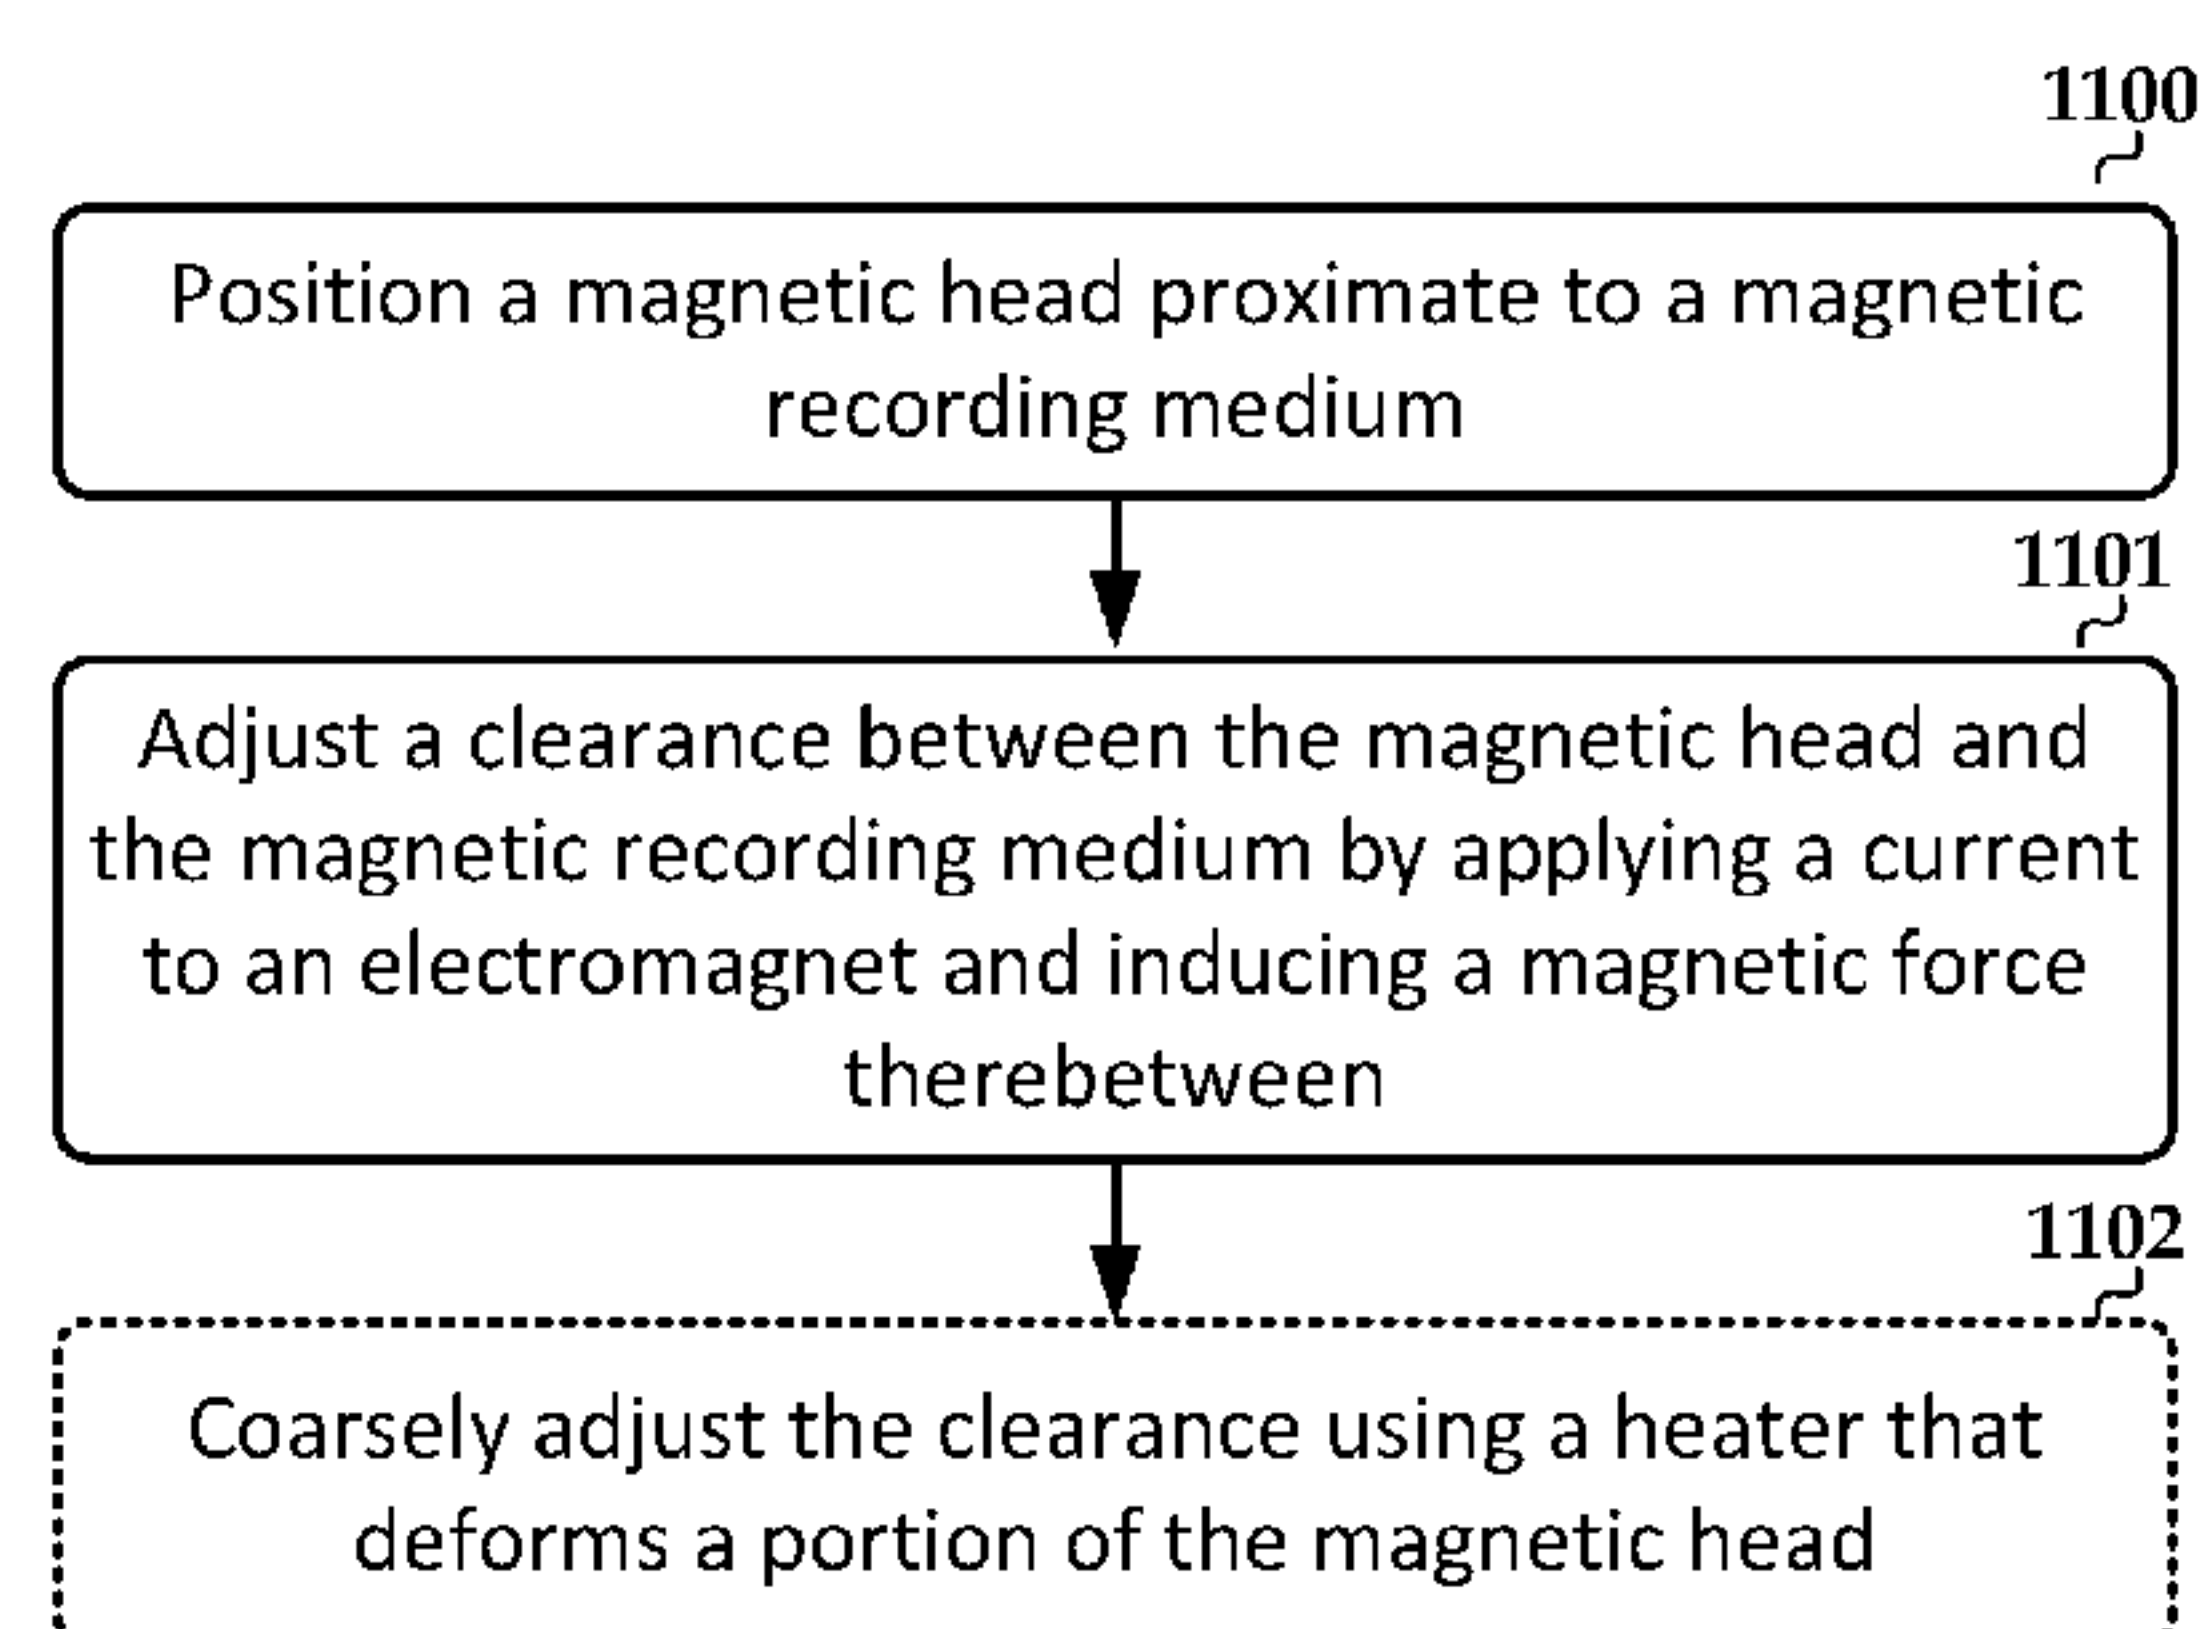 1100
Position a magnetic head proximate to a magnetic
recording medium
1101
Adjust a clearance between the magnetic head and
the magnetic recording medium by applying a current
to an electromagnet and inducing a magnetic force
therebetween
1102
Coarsely adjust the clearance using a heater that
deforms a portion of the magnetic head